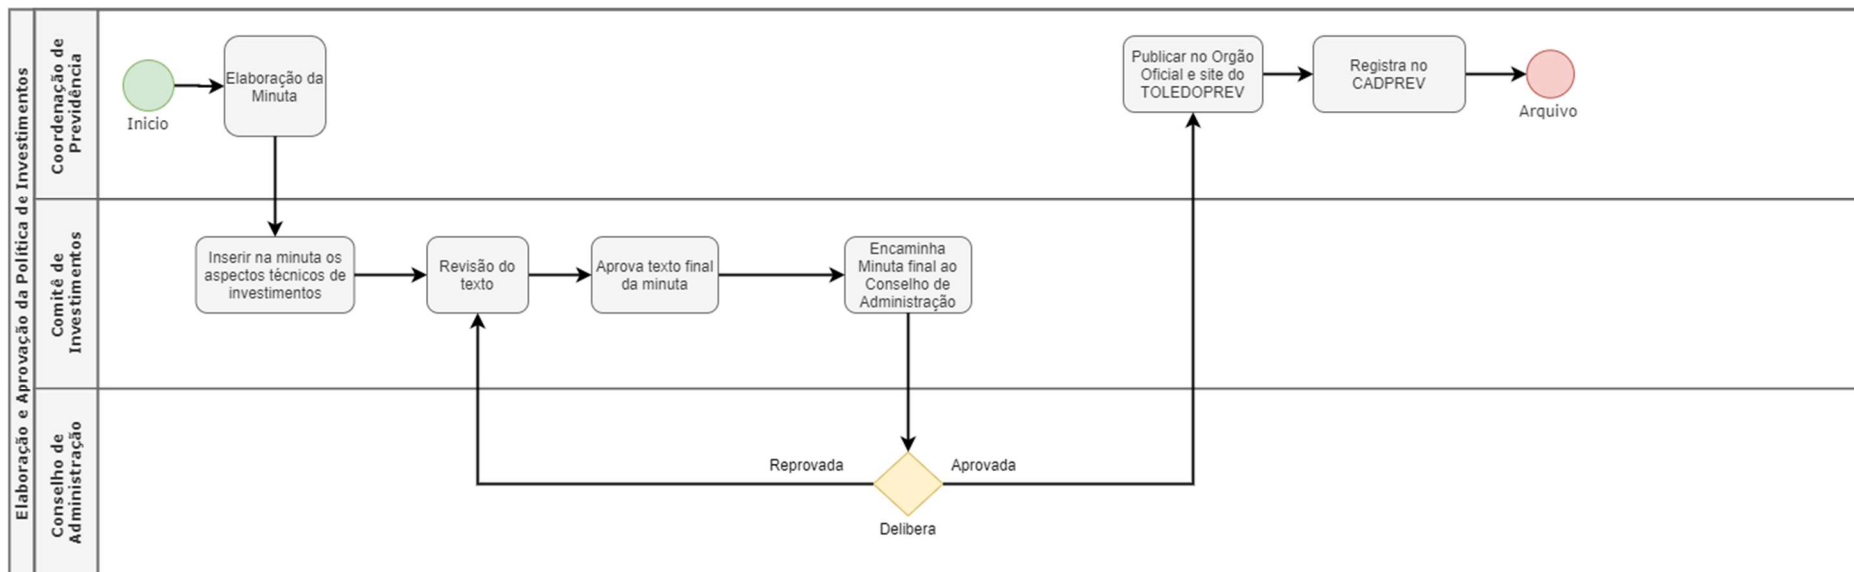 Elaboração e Aprovação da Política de Investimentos
Coordenação de
Previdência
Inicio
Elaboração da
Minuta
Publicar no Orgão
Oficial e site do
TOLEDOPREV
Registra no
CADPREV
Arquivo
Comitê de
Investimentos
Inserir na minuta os
aspectos técnicos de
investimentos
Revisão do
texto
Aprova texto final
da minuta
Encaminha
Minuta final ao
Conselho de
Administração
Conselho de
Administração
Reprovada
Aprovada
Delibera